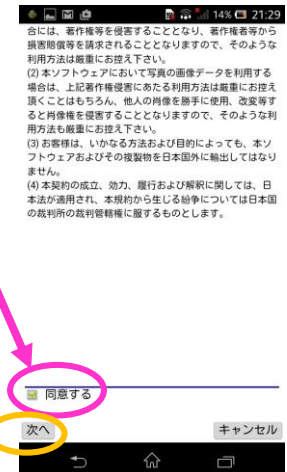 14% 21:29
合には、著作権等を侵害することとなり、著作権者等から
損害賠償等を請求されることとなりますので、そのような
利用方法は厳重にお控え下さい。
(2) 本ソフトウェアにおいて写真の画像データを利用する
場合は、上記著作権侵害にあたる利用方法は厳重にお控え
頂くことはもちろん、他人の肖像を勝手に使用、改変等す
ると肖像権を侵害することとなりますので、そのような利
用方法も厳重にお控え下さい。
(3) お客様は、いかなる方法および目的によっても、本ソ
フトウェアおよびその複製物を日本国外に輸出してはなり
ません。
(4) 本契約の成立、効力、履行および解釈に関しては、日
本法が適用され、本規約から生じる紛争については日本国
の裁判所の裁判管轄権に服するものとします。
同意する
次へ キャンセル